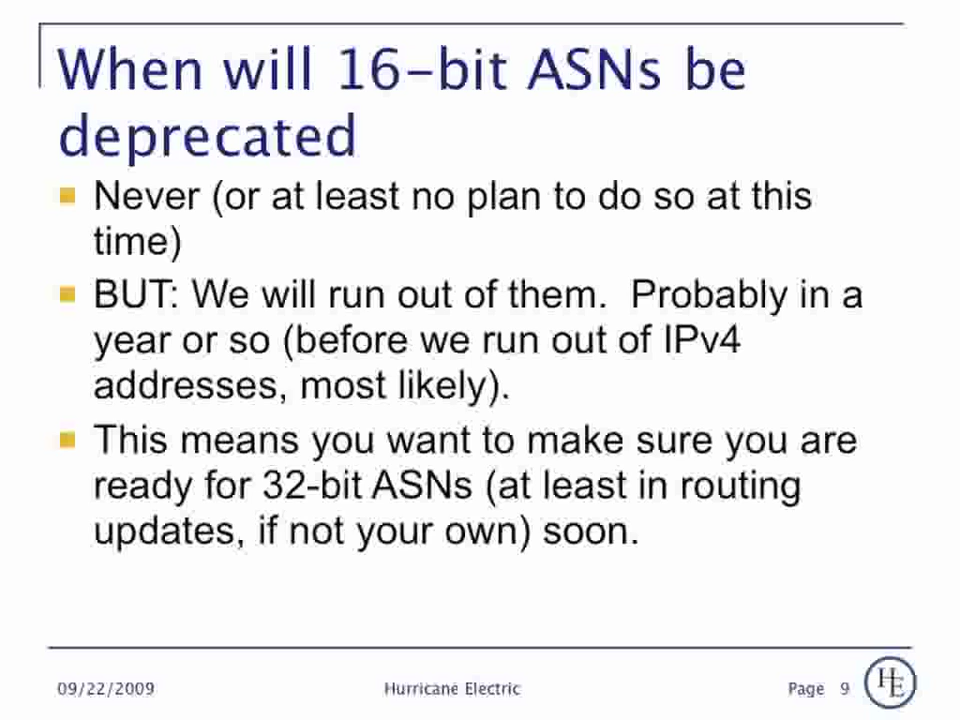 When will 16-bit ASNs be
deprecated
Never (or at least no plan to do so at this
time)
BUT: We will run out of them. Probably in a
year or so (before we run out of IPv4
addresses, most likely).
This means you want to make sure you are
ready for 32-bit ASNs (at least in routing
updates, if not your own) soon.
09/22/2009 Hurricane Electric Page 9 HE